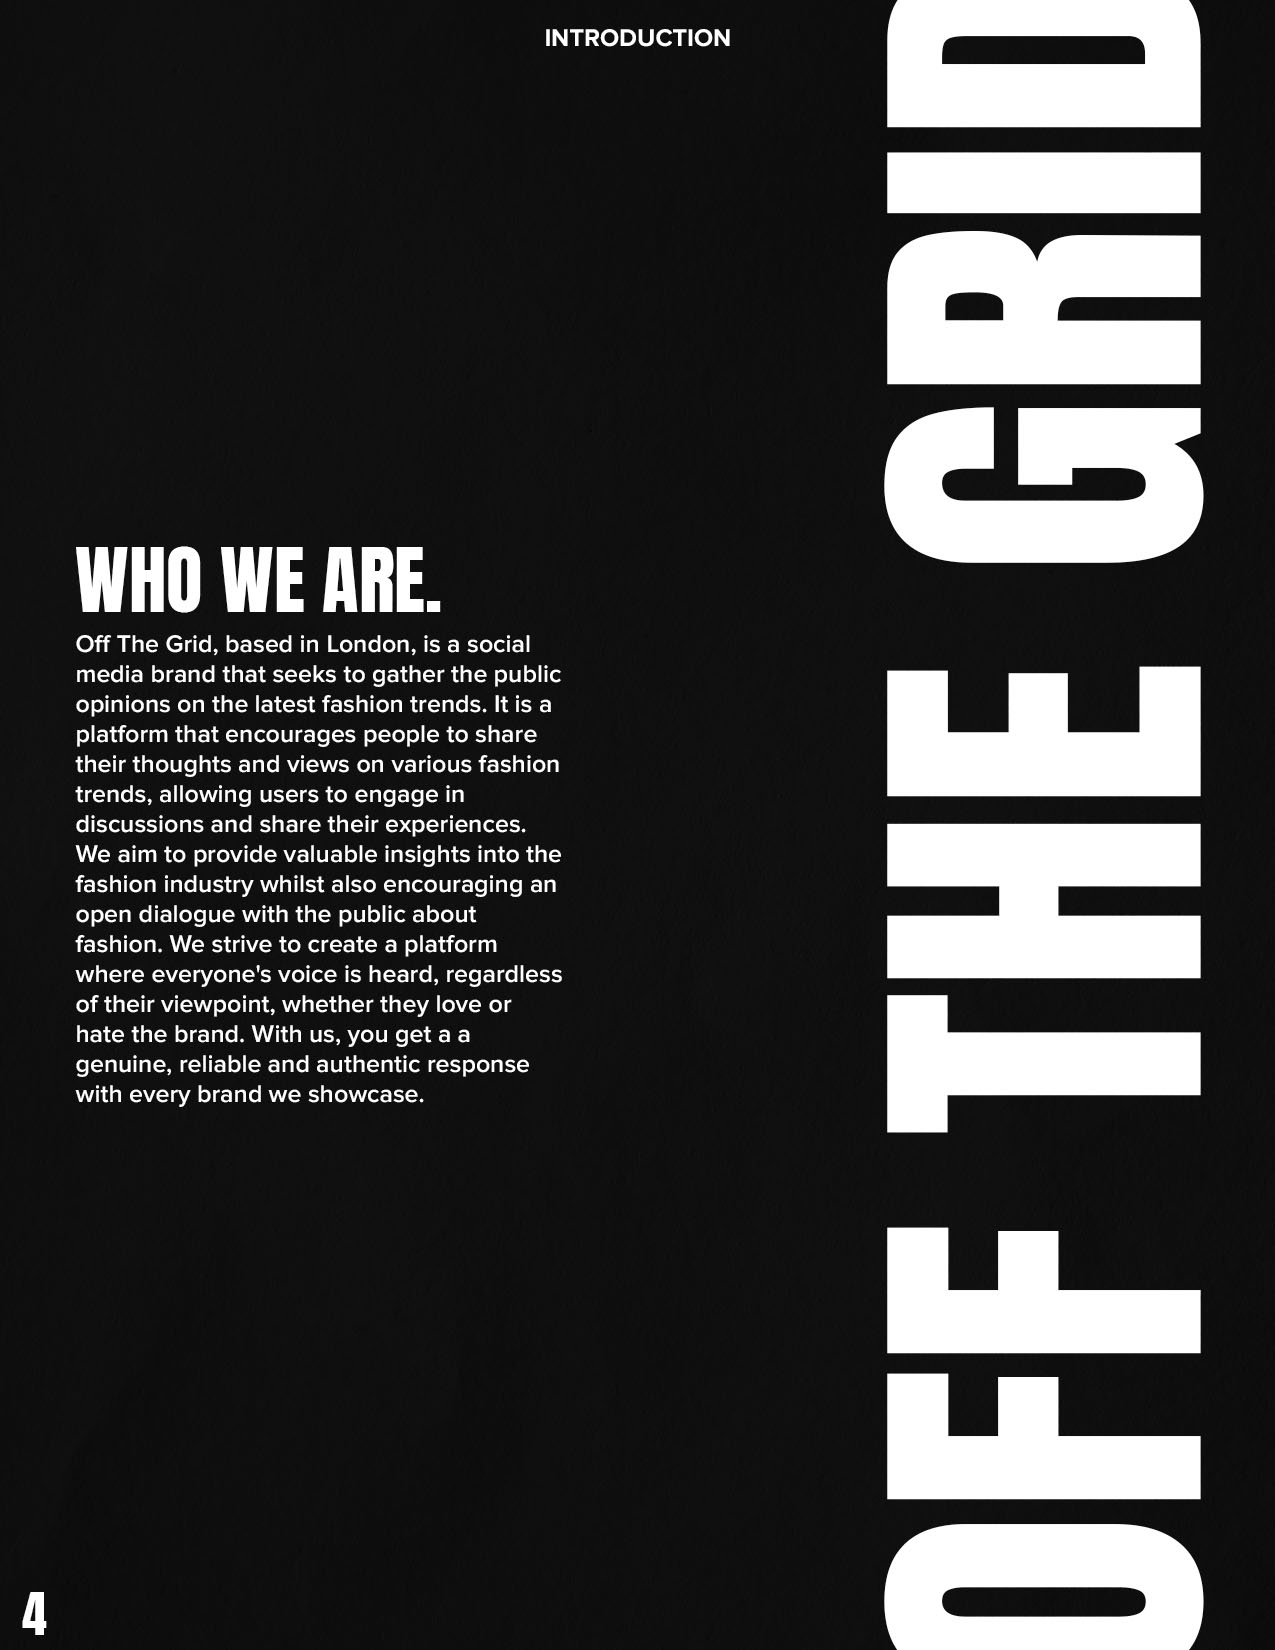 INTRODUCTION
WHO WE ARE.
Off The Grid, based in London, is a social
media brand that seeks to gather the public
opinions on the latest fashion trends. It is a
platform that encourages people to share
their thoughts and views on various fashion
trends, allowing users to engage in
discussions and share their experiences.
We aim to provide valuable insights into the
fashion industry whilst also encouraging an
open dialogue with the public about
fashion. We strive to create a platform
where everyone's voice is heard, regardless
of their viewpoint, whether they love or
hate the brand. With us, you get a a
genuine, reliable and authentic response
with every brand we showcase.
OFF THE GRID
4